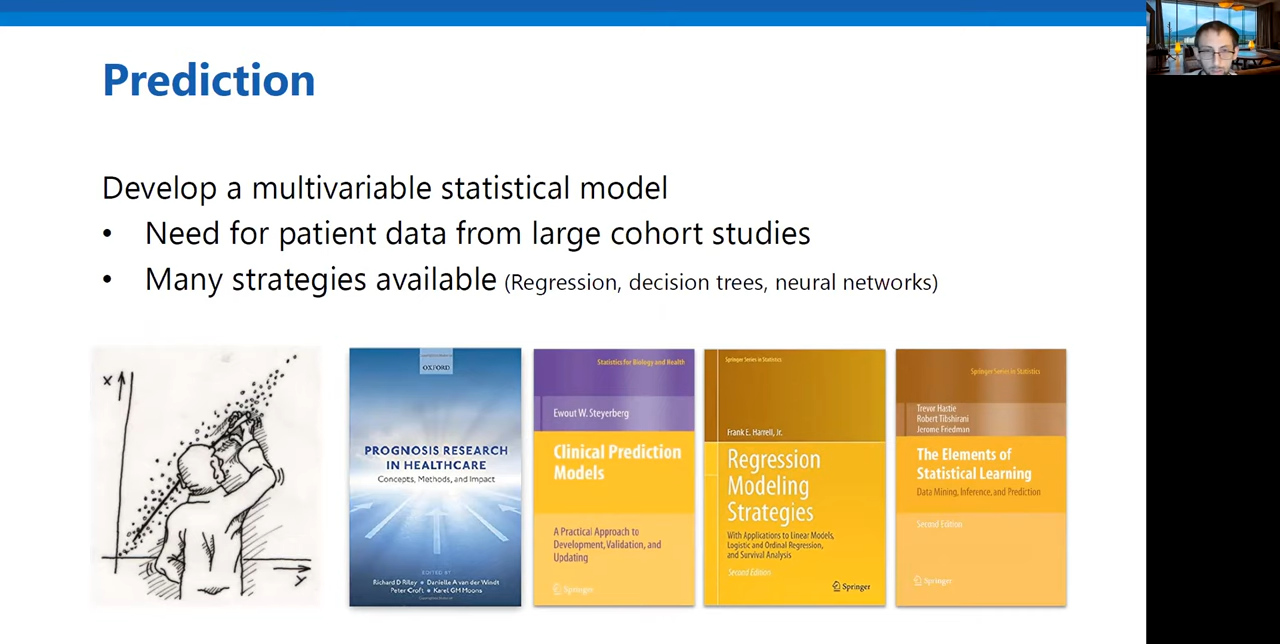 Prediction
Develop a multivariable statistical model
• Need for patient data from large cohort studies
• Many strategies available (Regression, decision trees, neural networks)
X
Y
OXFORD
PROGNOSIS RESEARCH
IN HEALTHCARE
Concepts, Methods, and Impact
EDITED BY
Richard D Riley • Danielle A van der Windt
Peter Croft • Karel GM Moons
Statistics for Biology and Health
Ewout W. Steyerberg
Clinical Prediction
Models
A Practical Approach to
Development, Validation, and
Updating
Springer
Springer Series in Statistics
Frank E. Harrell, Jr.
Regression
Modeling
Strategies
With Applications to Linear Models,
Logistic and Ordinal Regression,
and Survival Analysis
Second Edition
Springer
Springer Series in Statistics
Trevor Hastie
Robert Tibshirani
Jerome Friedman
The Elements of
Statistical Learning
Data Mining, Inference, and Prediction
Second Edition
Springer